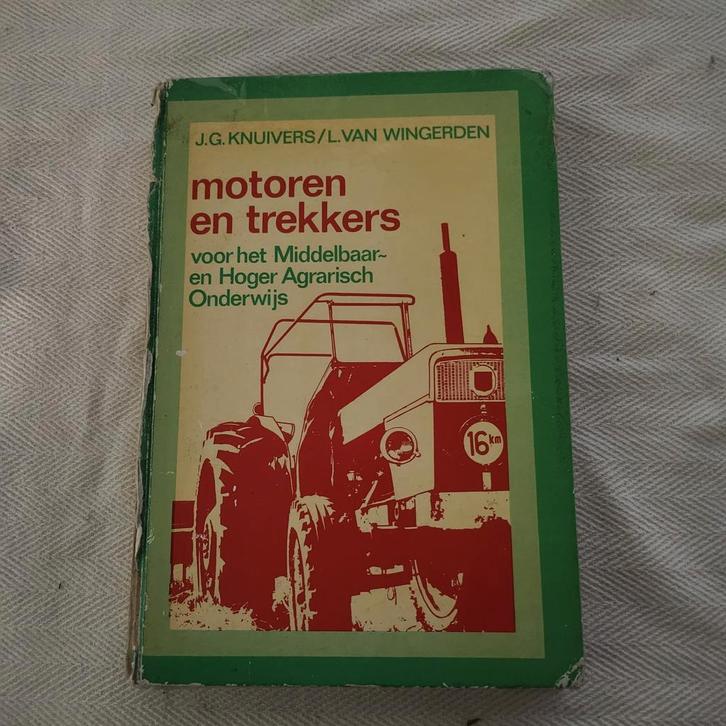 J.G. KNUIVERS/L. VAN WINGERDEN
motoren
en trekkers
voor het Middelbaar~
en Hoger Agrarisch
Onderwijs
16 km